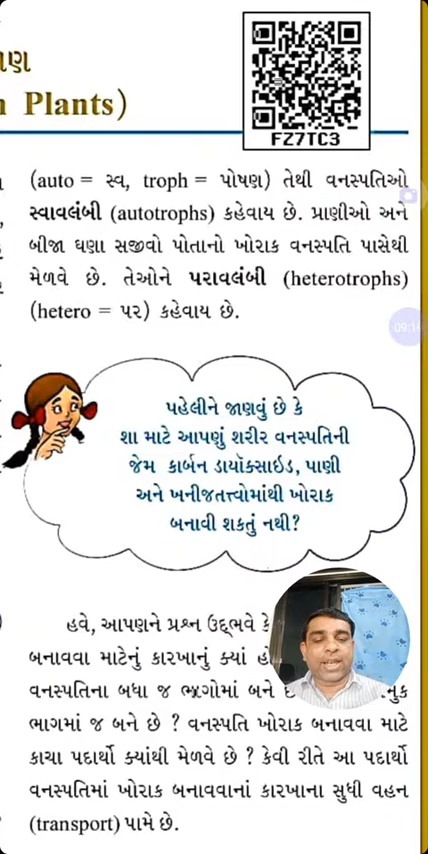 ણ
n Plants)
FZ7TC3
(auto = સ્વ, troph = પોષણ) તેથી વનસ્પતિઓ
સ્વાવલંબી (autotrophs) કહેવાય છે. પ્રાણીઓ અને
બીજા ઘણા સજીવો પોતાનો ખોરાક વનસ્પતિ પાસેથી
મેળવે છે. તેઓને પરાવલંબી (heterotrophs)
(hetero = પર) કહેવાય છે.
09:1
પહેલીને જાણવું છે કે
શા માટે આપણું શરીર વનસ્પતિની
જેમ કાર્બન ડાયૉક્સાઇડ, પાણી
અને ખનીજતત્ત્વોમાંથી ખોરાક
બનાવી શકતું નથી?
હવે, આપણને પ્રશ્ન ઉદ્ભવે કે
બનાવવા માટેનું કારખાનું ક્યાં
વનસ્પતિના બધા જ ભાગોમાં બને
ભાગમાં જ બને છે ? વનસ્પતિ ખોરાક બનાવવા માટે
કાચા પદાર્થો ક્યાંથી મેળવે છે ? કેવી રીતે આ પદાર્થો
વનસ્પતિમાં ખોરાક બનાવવાનાં કારખાના સુધી વહન
(transport) પામે છે.